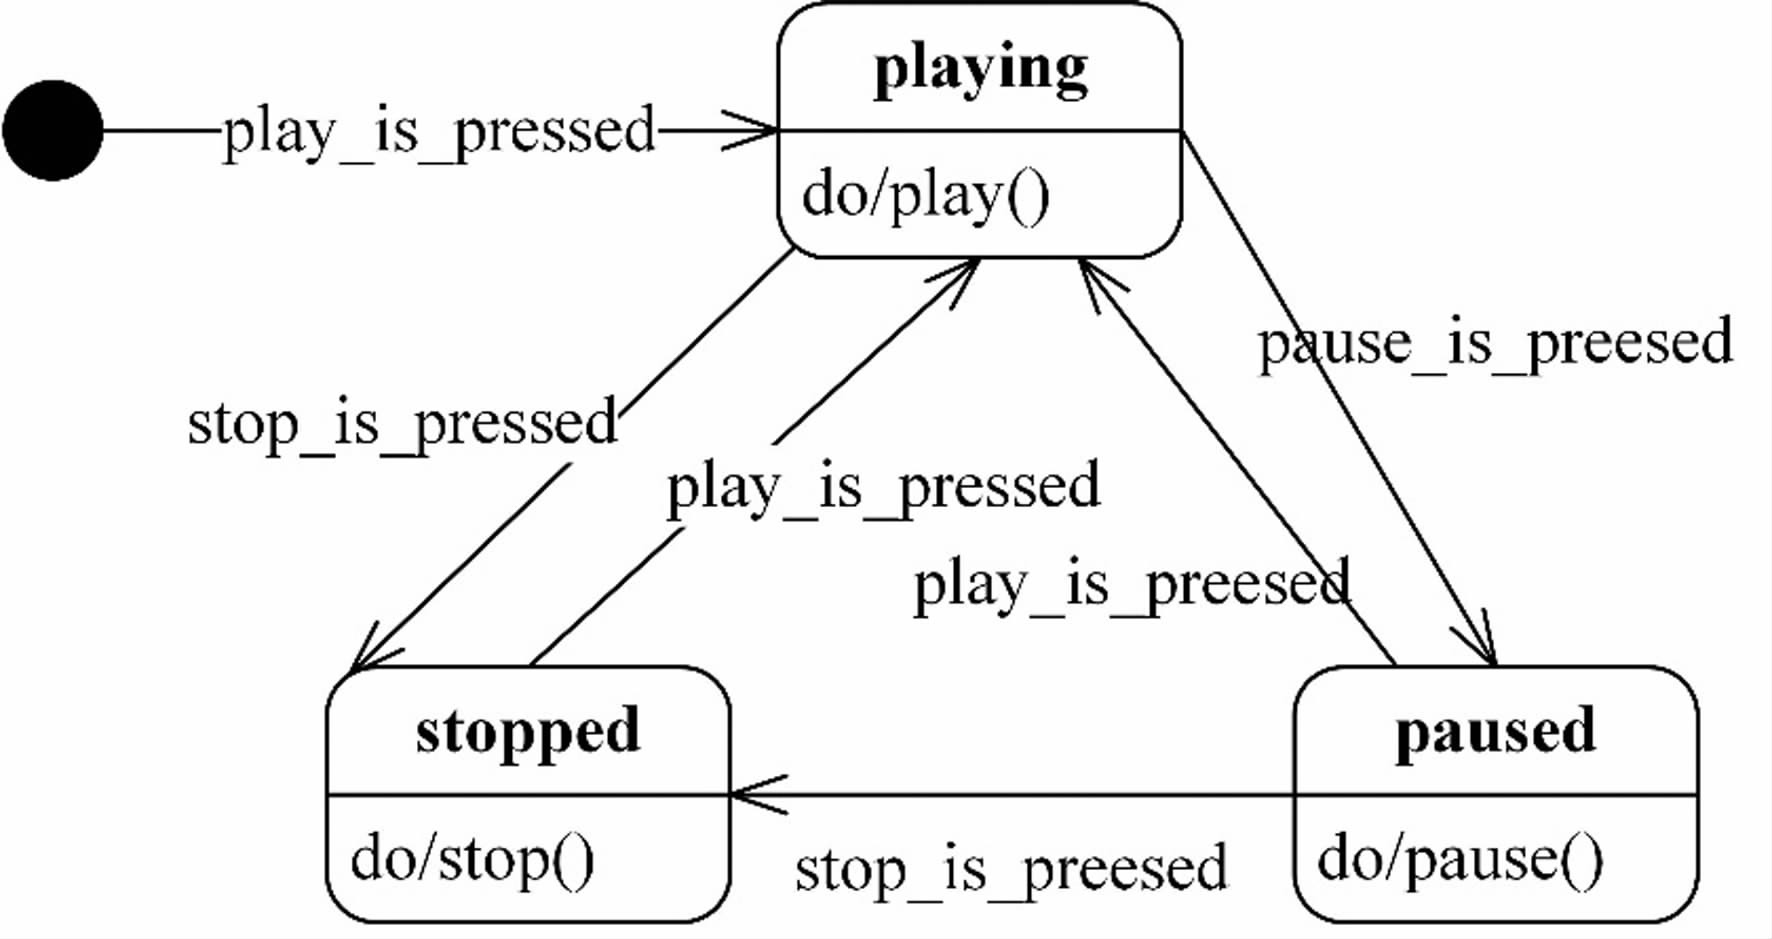 playing
play_is_pressed
do/play()
pause_is_preesed
stop_is_pressed
play_is_pressed
play_is_preesed
stopped
paused
do/stop()
stop_is_preesed
do/pause()